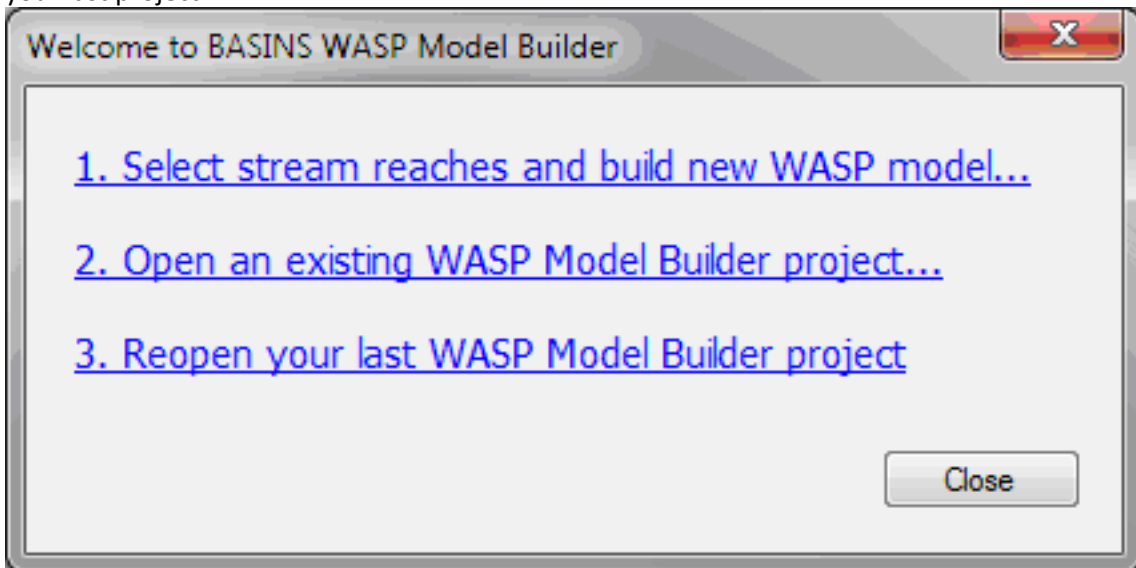 Welcome to BASINS WASP Model Builder
1. Select stream reaches and build new WASP model...
2. Open an existing WASP Model Builder project...
3. Reopen your last WASP Model Builder project
Close